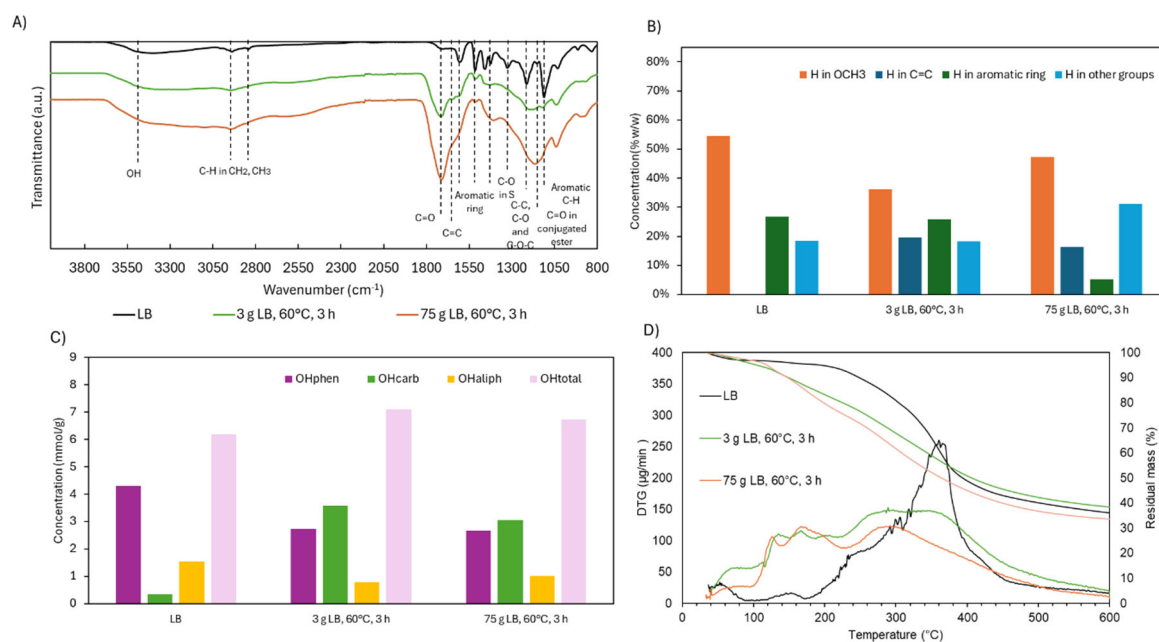 A)
Transmittance (a.u.)
OH
C-H in CH2, CH3
C=O
C=C
Aromatic
ring
C-O
in S
C-C,
C-O
and
G-O-C
Aromatic
C-H
C=O in
conjugated
ester
3800 3550 3300 3050 2800 2550 2300 2050 1800 1550 1300 1050 800
Wavenumber (cm-1)
LB 3 g LB, 60°C, 3 h 75 g LB, 60°C, 3 h
B)
Concentration(%w/w)
80%
70%
60%
50%
40%
30%
20%
10%
0%
H in OCH3 H in C=C H in aromatic ring H in other groups
LB 3 g LB, 60°C, 3 h 75 g LB, 60°C, 3 h
C)
Concentration(mmol/g)
9
8
7
6
5
4
3
2
1
0
OHphen OHcarb OHaliph OHtotal
LB 3 g LB, 60°C, 3 h 75 g LB, 60°C, 3 h
D)
DTG (µg/min )
400
350
300
250
200
150
100
50
0
LB
3 g LB, 60°C, 3 h
75 g LB, 60°C, 3 h
100
90
80
70
60
50
40
30
20
10
0
Residual mass (%)
0 100 200 300 400 500 600
Temperature (°C)